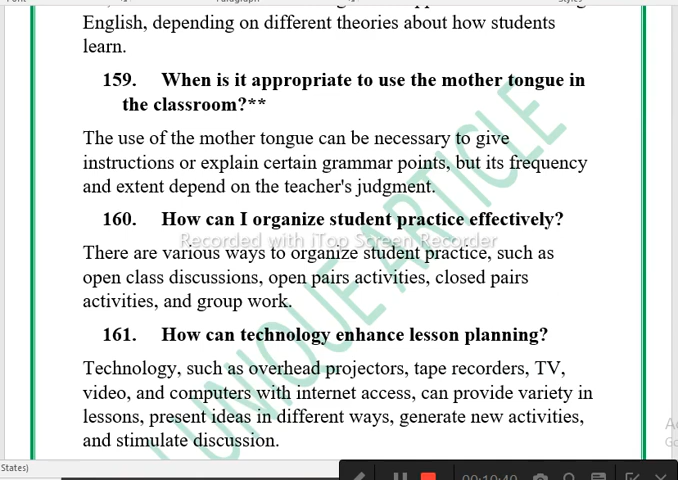 English, depending on different theories about how students
learn.
159. When is it appropriate to use the mother tongue in
the classroom?**
The use of the mother tongue can be necessary to give
instructions or explain certain grammar points, but its frequency
and extent depend on the teacher's judgment.
160. How can I organize student practice effectively?
Recorded with iTop Screen Recorder
There are various ways to organize student practice, such as
open class discussions, open pairs activities, closed pairs
activities, and group work.
161. How can technology enhance lesson planning?
Technology, such as overhead projectors, tape recorders, TV,
video, and computers with internet access, can provide variety in
lessons, present ideas in different ways, generate new activities,
and stimulate discussion.
UNIQUE ARTICLE
States)
00:10:40